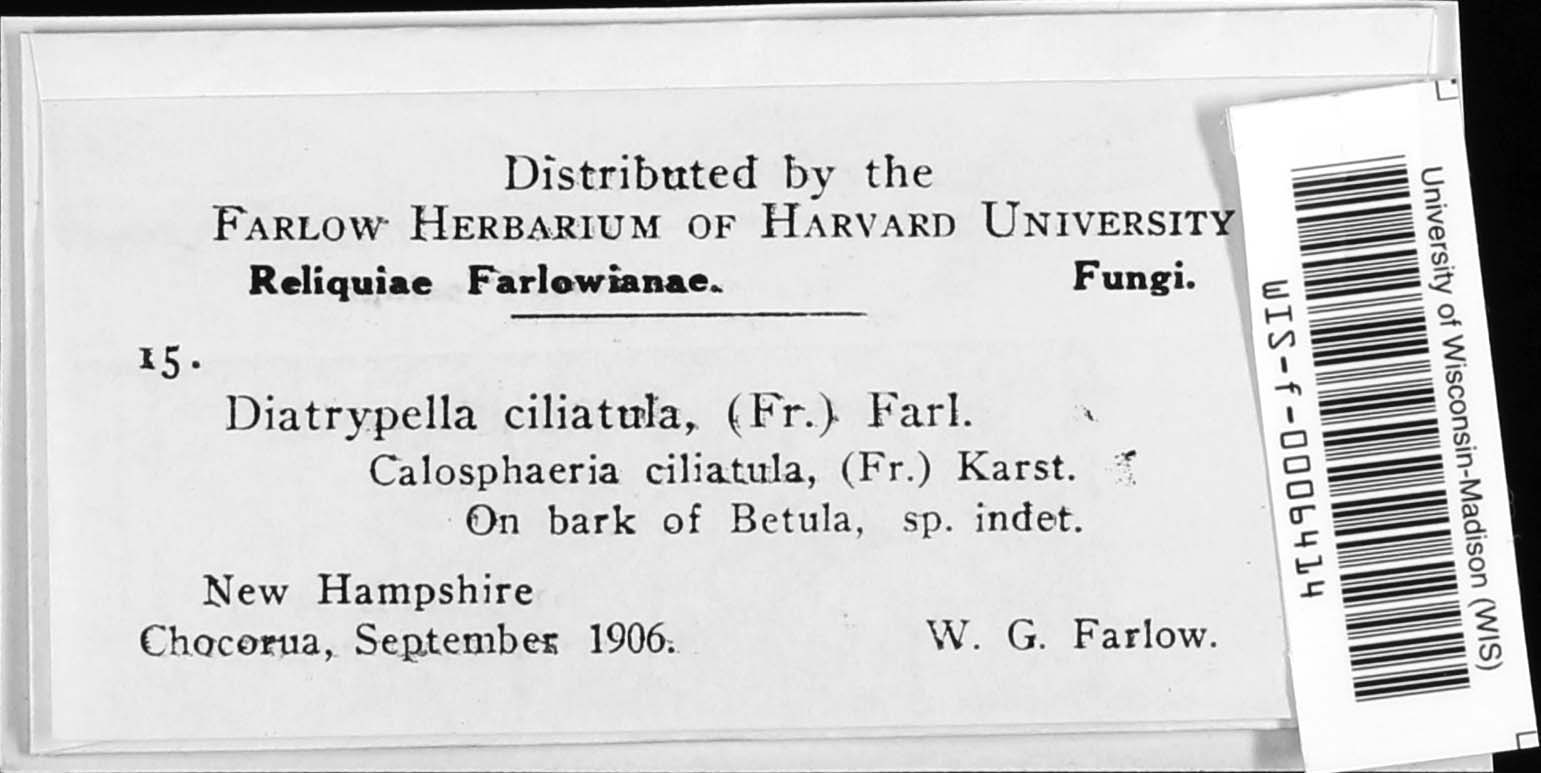 Distributed by the
FARLOW HERBARIUM OF HARVARD UNIVERSITY
Reliquiae Farlowianae. Fungi.
15.
Diatrypella ciliatula, (Fr.) Farl.
Calosphaeria ciliatula, (Fr.) Karst.
On bark of Betula, sp. indet.
New Hampshire
Chocorua, September 1906. W. G. Farlow.
University of Wisconsin-Madison (WIS)
WIS-f-0006414